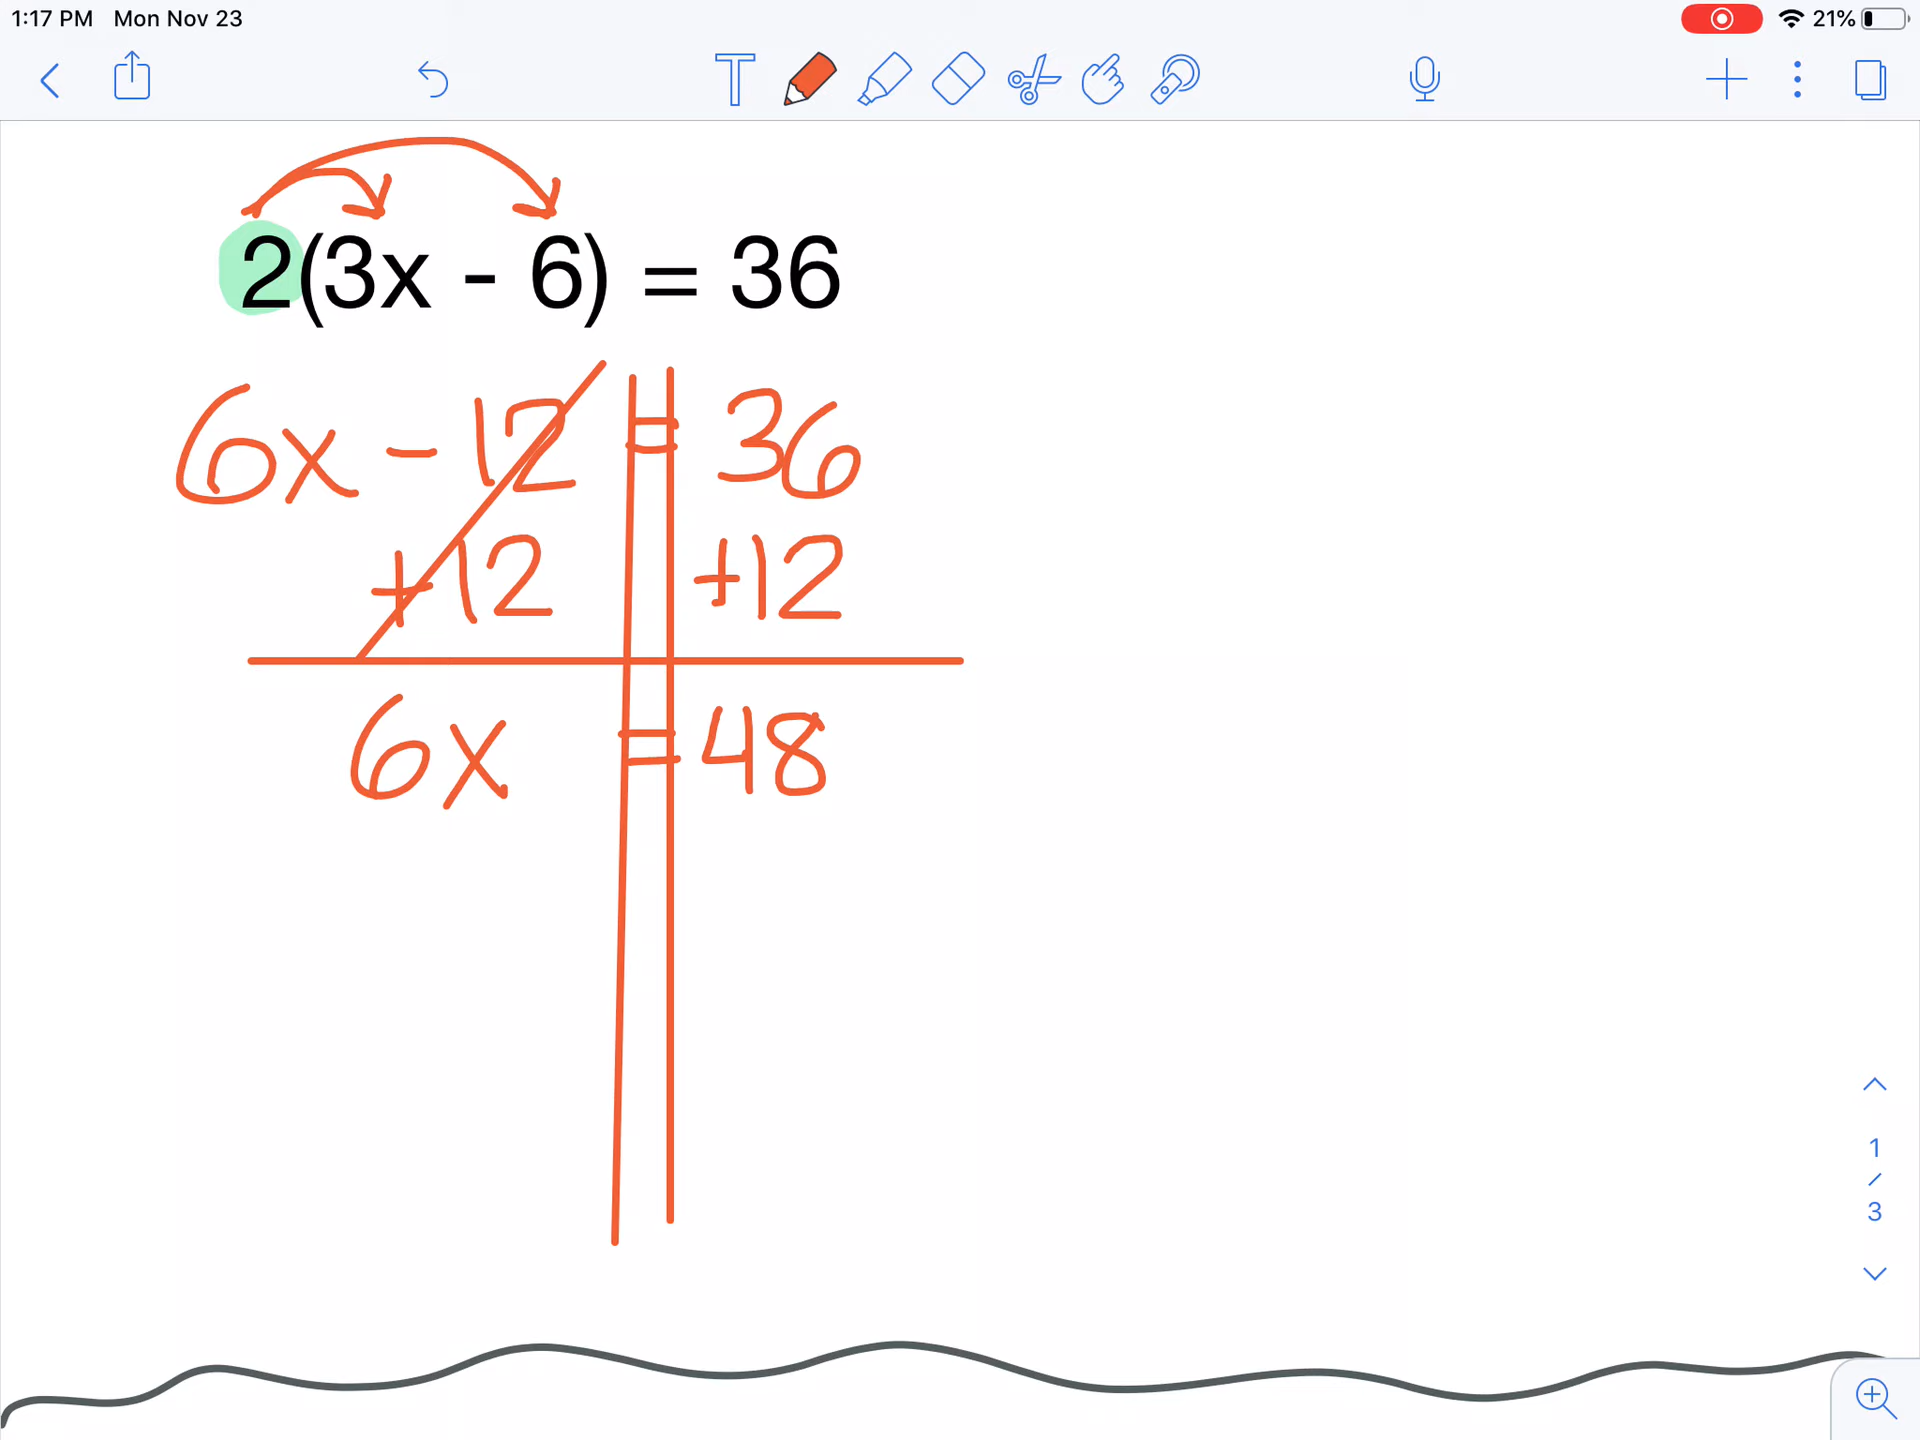 1:17 PM Mon Nov 23 21%
T
2(3x - 6) = 36
6x - 12 = 36
+12 +12
6x = 48
1
/
3